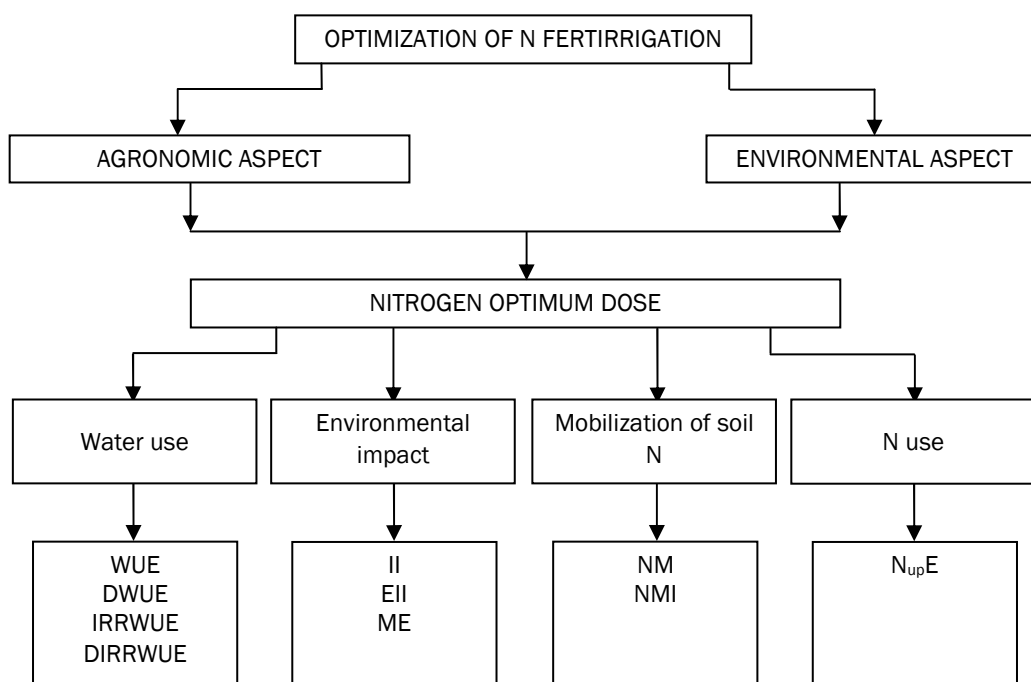 OPTIMIZATION OF N FERTIRRIGATION
AGRONOMIC ASPECT
ENVIRONMENTAL ASPECT
NITROGEN OPTIMUM DOSE
Water use
Environmental
impact
Mobilization of soil
N
N use
WUE
DWUE
IRRWUE
DIRRWUE
II
EII
ME
NM
NMI
NupE